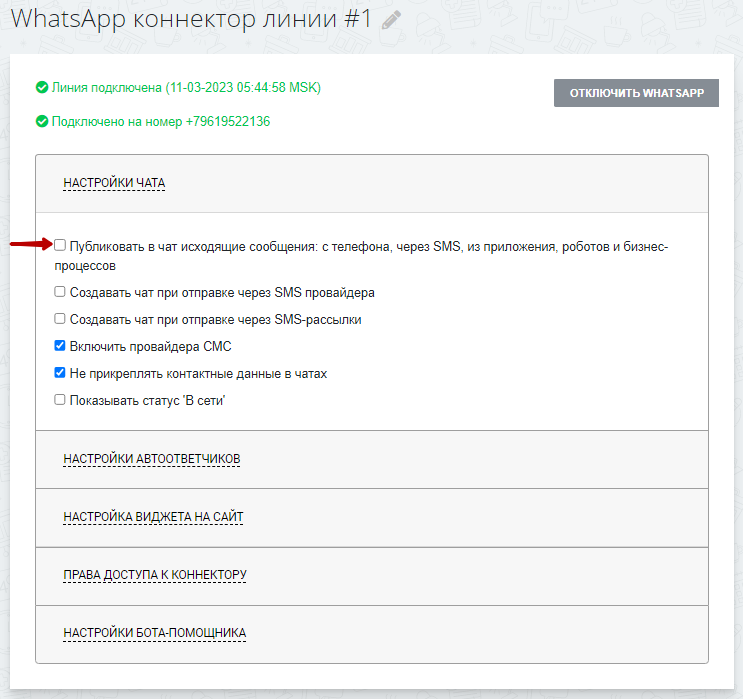 WhatsApp коннектор линии #1
Линия подключена (11-03-2023 05:44:58 MSK)
ОТКЛЮЧИТЬ WHATSAPP
Подключено на номер +79619522136
НАСТРОЙКИ ЧАТА
Публиковать в чат исходящие сообщения: с телефона, через SMS, из приложения, роботов и бизнес-
процессов
Создавать чат при отправке через SMS провайдера
Создавать чат при отправке через SMS-рассылки
Включить провайдера СМС
Не прикреплять контактные данные в чатах
Показывать статус 'В сети'
НАСТРОЙКИ АВТООТВЕТЧИКОВ
НАСТРОЙКА ВИДЖЕТА НА САЙТ
ПРАВА ДОСТУПА К КОННЕКТОРУ
НАСТРОЙКИ БОТА-ПОМОЩНИКА